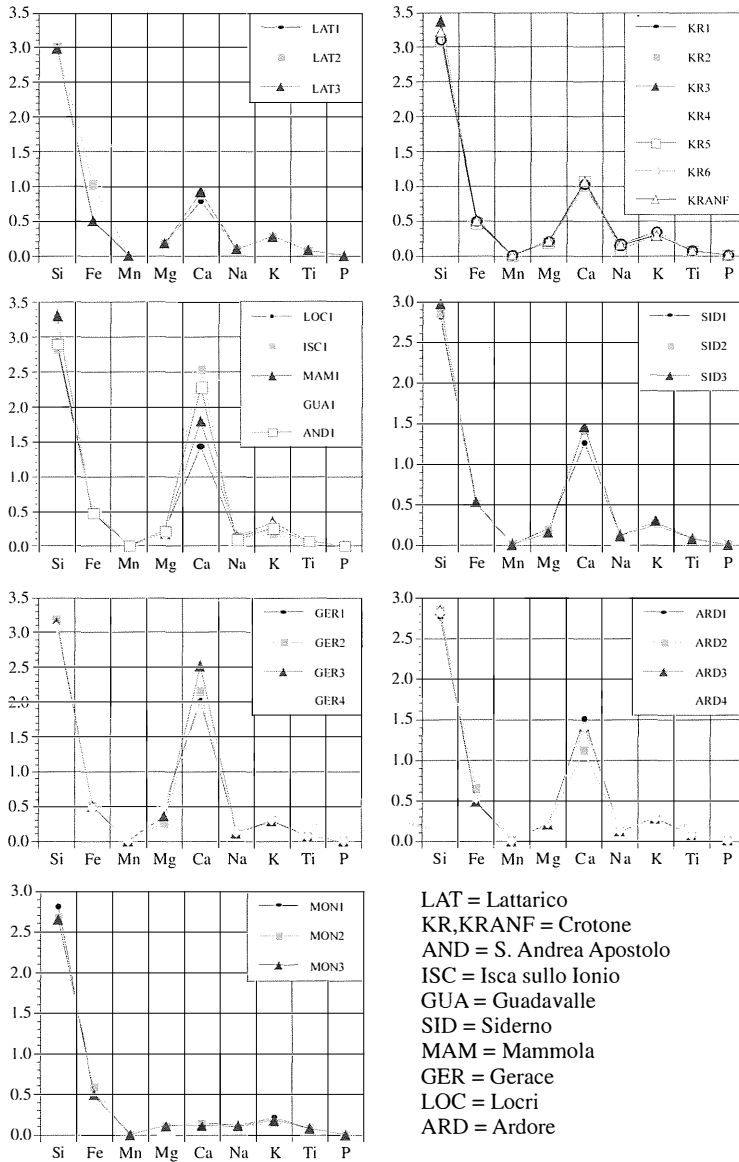 3.5
3.0
2.5
2.0
1.5
1.0
0.5
0.0
Si Fe Mn Mg Ca Na K Ti P
LAT1
LAT2
LAT3
3.5
3.0
2.5
2.0
1.5
1.0
0.5
0.0
Si Fe Mn Mg Ca Na K Ti P
KR1
KR2
KR3
KR4
KR5
KR6
KRANF
3.5
3.0
2.5
2.0
1.5
1.0
0.5
0.0
Si Fe Mn Mg Ca Na K Ti P
LOC1
ISC1
MAM1
GUA1
AND1
3.0
2.5
2.0
1.5
1.0
0.5
0.0
Si Fe Mn Mg Ca Na K Ti P
SID1
SID2
SID3
3.5
3.0
2.5
2.0
1.5
1.0
0.5
0.0
Si Fe Mn Mg Ca Na K Ti P
GER1
GER2
GER3
GER4
3.0
2.5
2.0
1.5
1.0
0.5
0.0
Si Fe Mn Mg Ca Na K Ti P
ARD1
ARD2
ARD3
ARD4
3.0
2.5
2.0
1.5
1.0
0.5
0.0
Si Fe Mn Mg Ca Na K Ti P
MON1
MON2
MON3
LAT = Lattarico
KR,KRANF = Crotone
AND = S. Andrea Apostolo
ISC = Isca sullo Ionio
GUA = Guadavalle
SID = Siderno
MAM = Mammola
GER = Gerace
LOC = Locri
ARD = Ardore